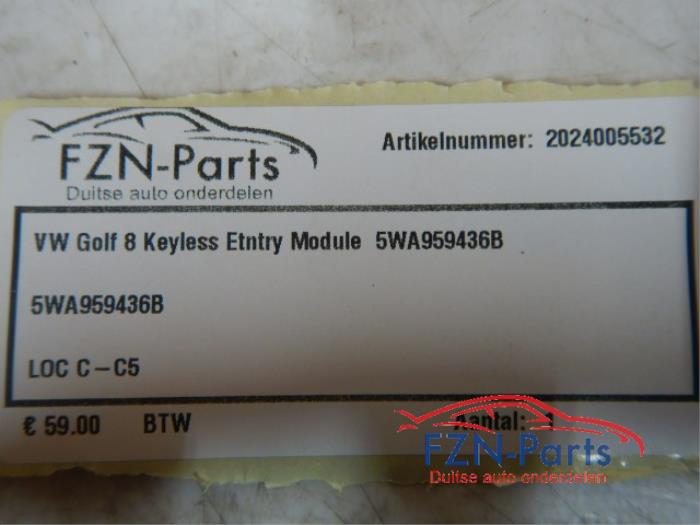 FZN-Parts
Duitse auto onderdelen
Artikelnummer: 2024005532
VW Golf 8 Keyless Etntry Module 5WA959436B
5WA959436B
LOC C-C5
€ 59.00 BTW Aantal: 1
FZN-Parts
Duitse auto onderdelen